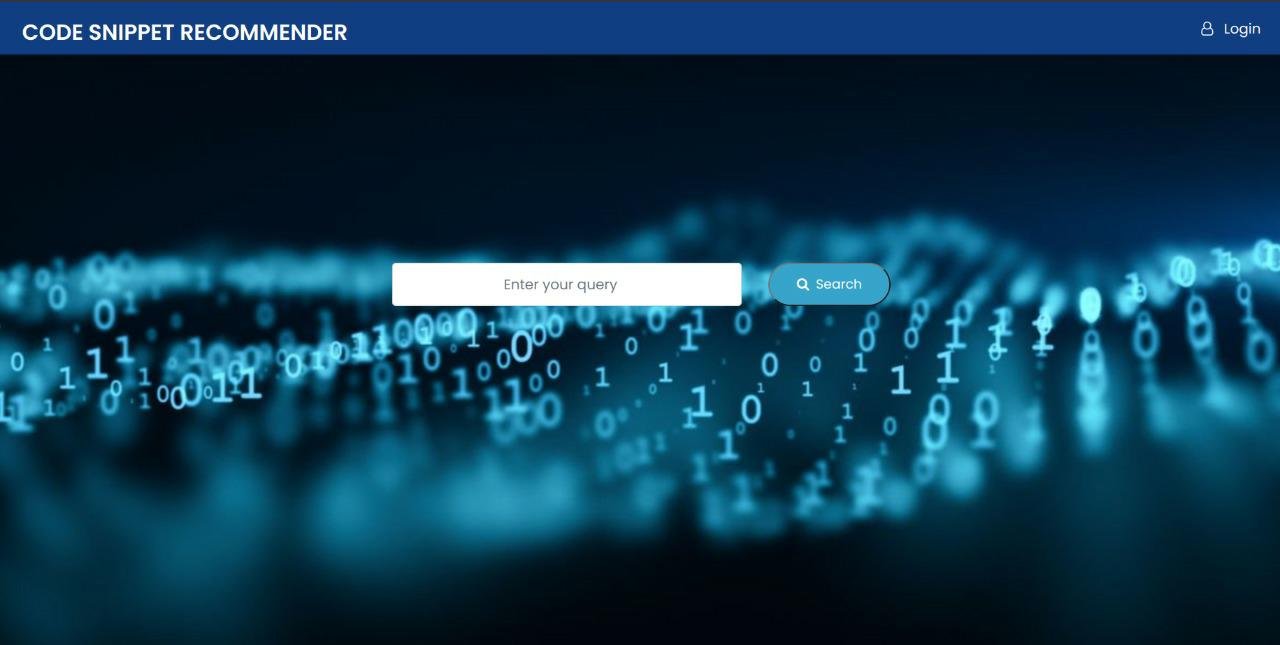 CODE SNIPPET RECOMMENDER
Login
Enter your query
Search